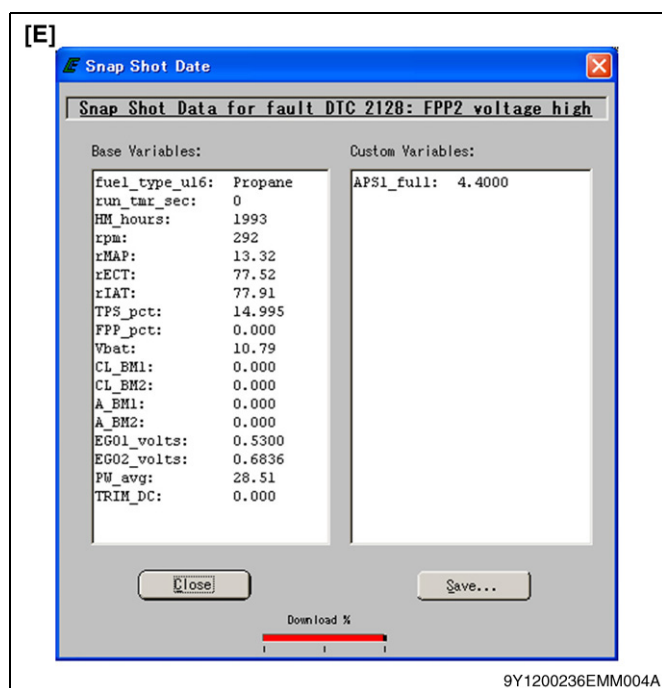 [E]
E Snap Shot Date
Snap Shot Data for fault DTC 2128: FPP2 voltage high
Base Variables: Custom Variables:
fuel_type_u16: Propane APS1_full: 4.4000
run_tmr_sec: 0
HM_hours: 1993
rpm: 292
rMAP: 13.32
rECT: 77.52
rIAT: 77.91
TPS_pct: 14.995
FPP_pct: 0.000
Vbat: 10.79
CL_BM1: 0.000
CL_BM2: 0.000
A_BM1: 0.000
A_BM2: 0.000
EGO1_volts: 0.5300
EGO2_volts: 0.6836
PW_avg: 28.51
TRIM_DC: 0.000
Close Save...
Download %
9Y1200236EMM004A